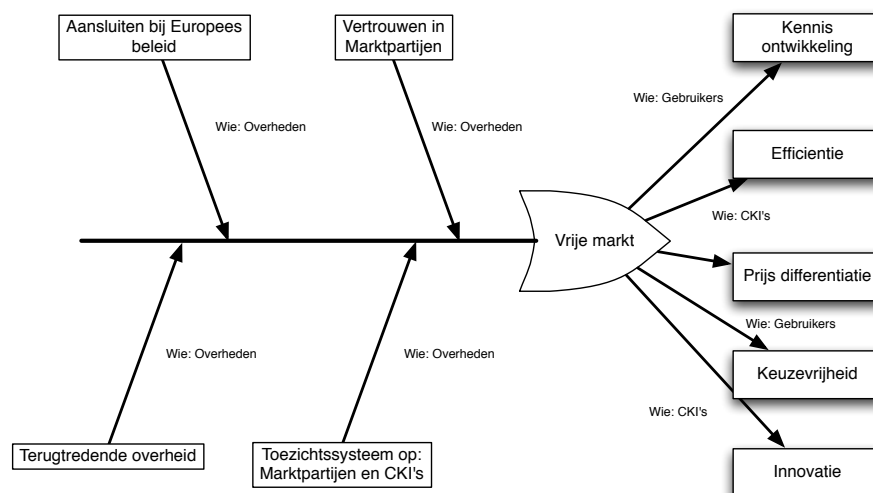 Aansluiten bij Europees
beleid
Vertrouwen in
Marktpartijen
Kennis
ontwikkeling
Wie: Gebruikers
Wie: Overheden
Wie: Overheden
Efficientie
Wie: CKI's
Vrije markt
Prijs differentiatie
Wie: Gebruikers
Wie: Overheden
Wie: Overheden
Keuzevrijheid
Wie: CKI's
Terugtredende overheid
Toezichtssysteem op:
Marktpartijen en CKI's
Innovatie